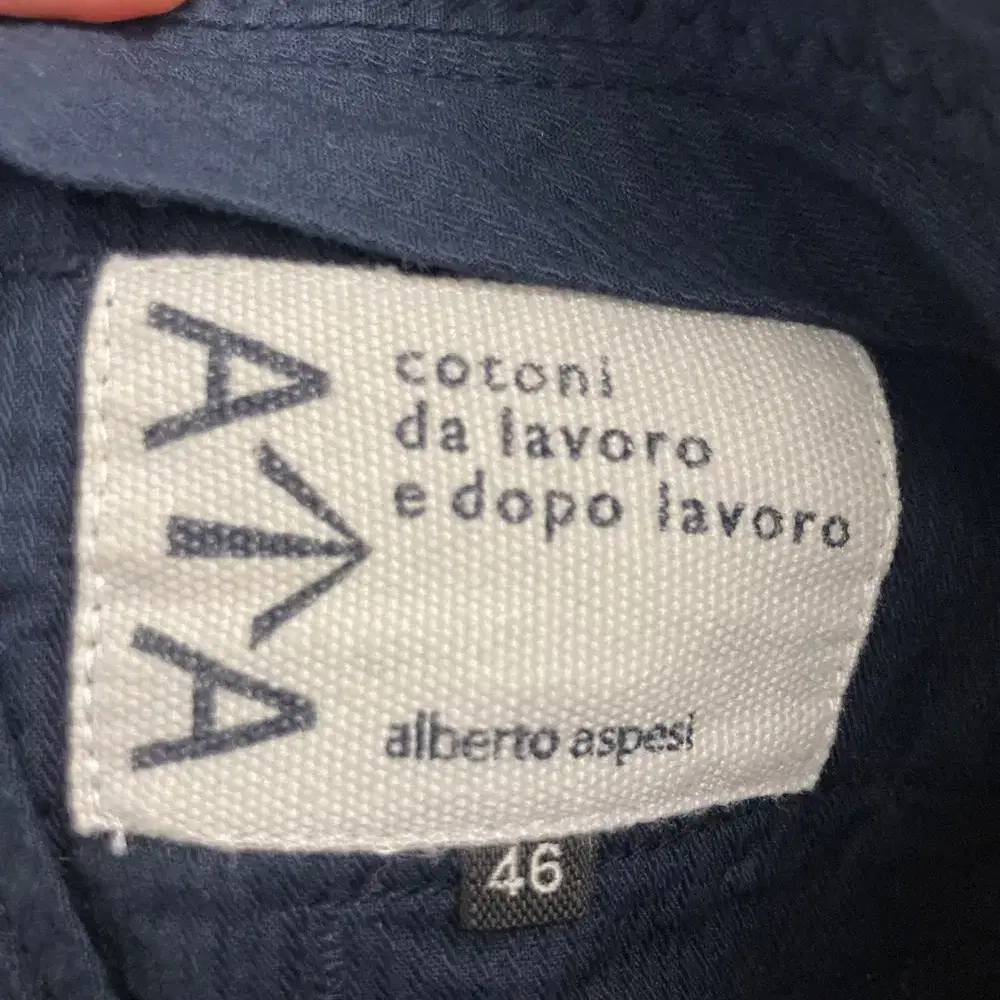 A↑A
cotoni
da lavoro
e dopo lavoro
alberto aspesi
46